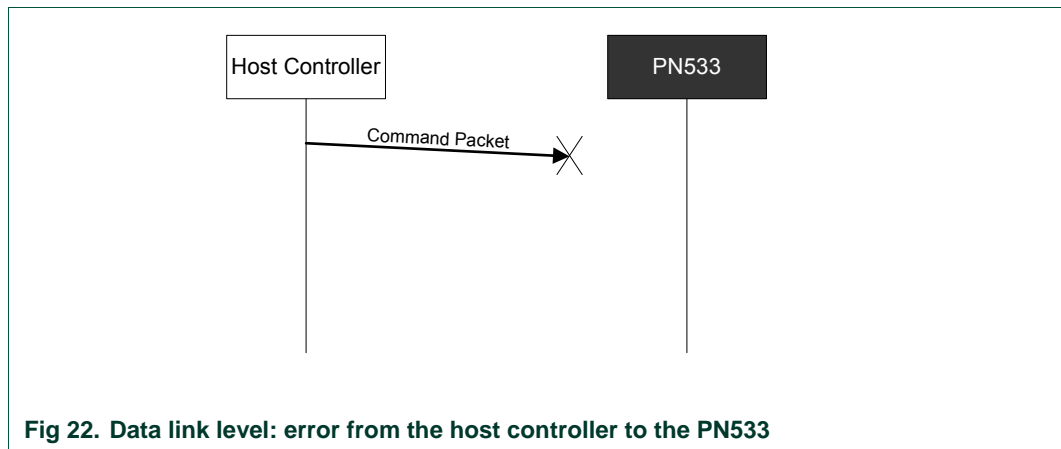 Host Controller
PN533
Command Packet
Fig 22. Data link level: error from the host controller to the PN533